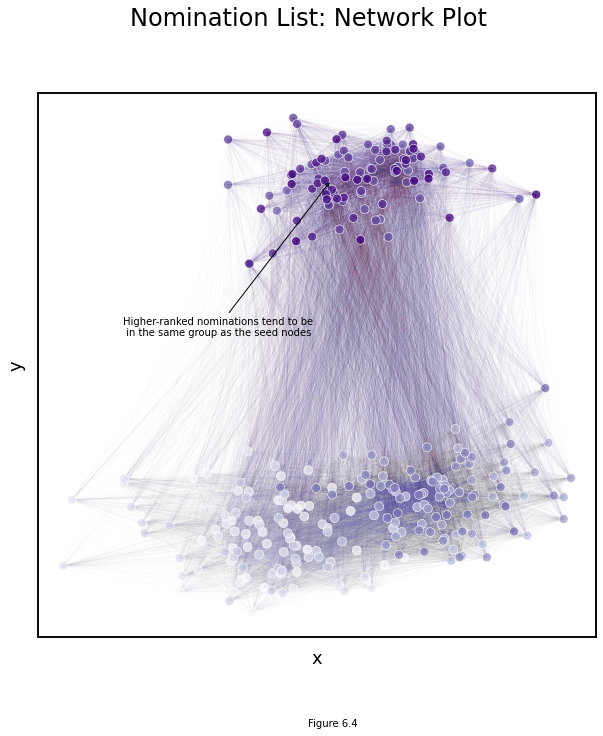 Nomination List: Network Plot
Higher-ranked nominations tend to be
in the same group as the seed nodes
y
x
Figure 6.4